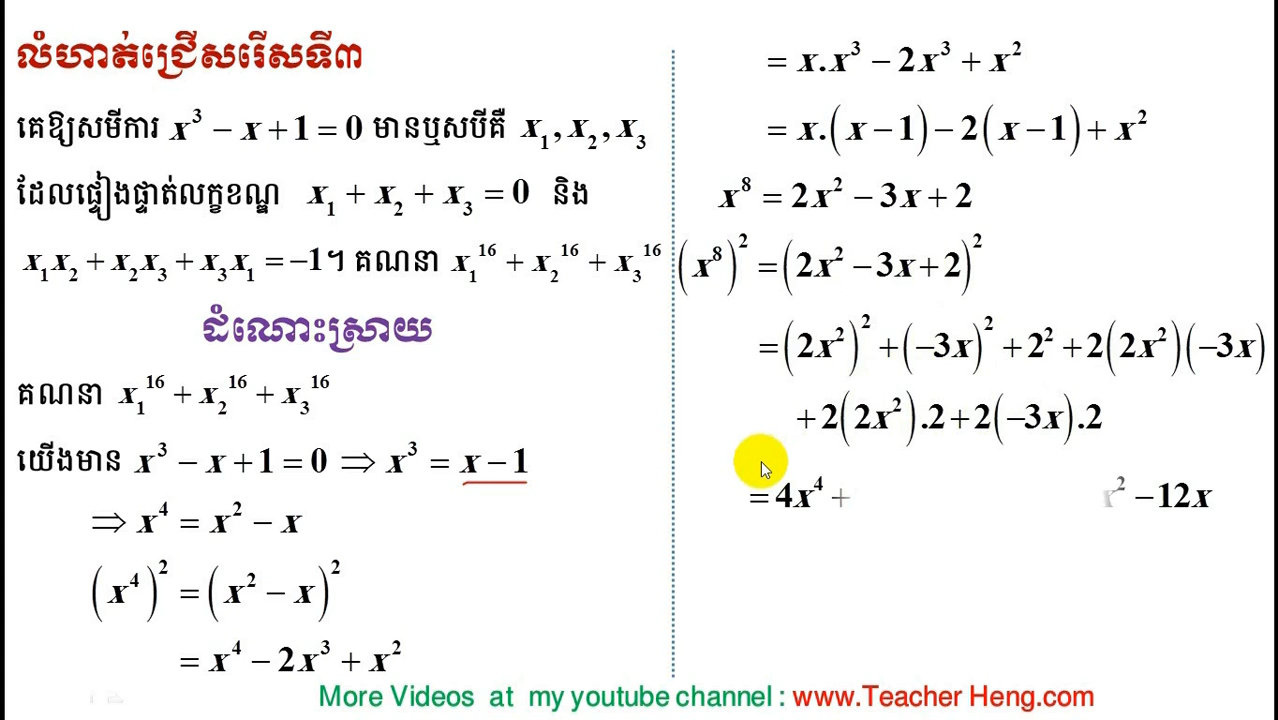 លំហាត់ជ្រើសរើសទី៣
គេឱ្យសមីការ x³ − x + 1 = 0 មានឬសបីគឺ x₁, x₂, x₃
ដែលផ្ទៀងផ្ទាត់លក្ខខណ្ឌ x₁ + x₂ + x₃ = 0 និង
x₁x₂ + x₂x₃ + x₃x₁ = −1។ គណនា x₁¹⁶ + x₂¹⁶ + x₃¹⁶
ដំណោះស្រាយ
គណនា x₁¹⁶ + x₂¹⁶ + x₃¹⁶
យើងមាន x³ − x + 1 = 0 ⇒ x³ = x − 1
⇒ x⁴ = x² − x
(x⁴)² = (x² − x)²
= x⁴ − 2x³ + x²
= x.x³ − 2x³ + x²
= x.(x − 1) − 2(x − 1) + x²
x⁸ = 2x² − 3x + 2
(x⁸)² = (2x² − 3x + 2)²
= (2x²)² + (−3x)² + 2² + 2(2x²)(−3x)
+ 2(2x²).2 + 2(−3x).2
= 4x⁴ + x² − 12x
More Videos at my youtube channel : www.Teacher Heng.com